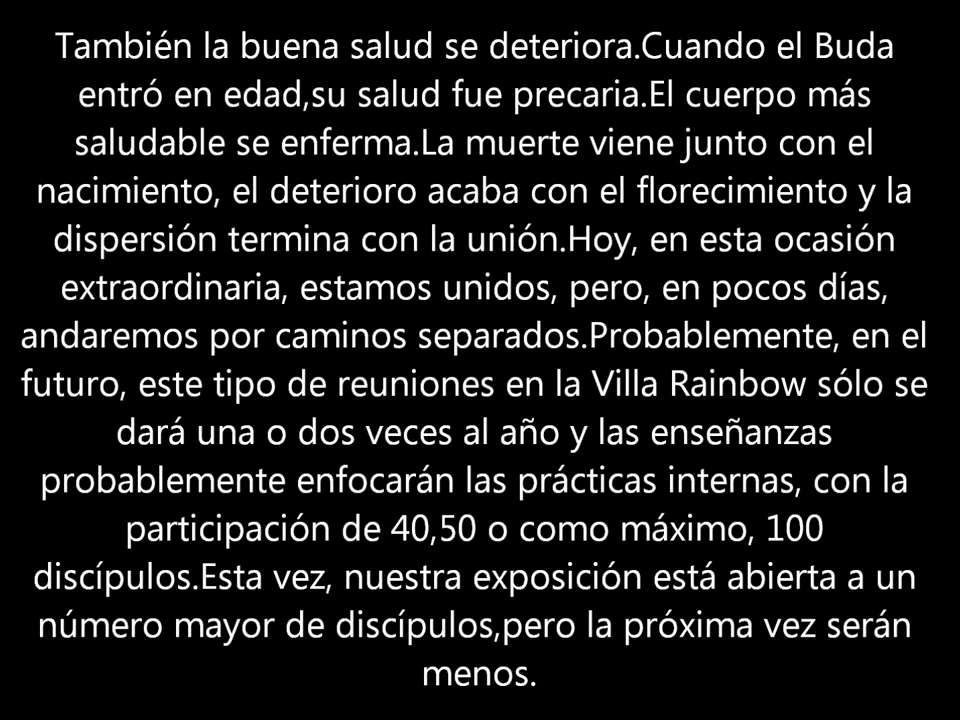 También la buena salud se deteriora.Cuando el Buda
entró en edad,su salud fue precaria.El cuerpo más
saludable se enferma.La muerte viene junto con el
nacimiento, el deterioro acaba con el florecimiento y la
dispersión termina con la unión.Hoy, en esta ocasión
extraordinaria, estamos unidos, pero, en pocos días,
andaremos por caminos separados.Probablemente, en el
futuro, este tipo de reuniones en la Villa Rainbow sólo se
dará una o dos veces al año y las enseñanzas
probablemente enfocarán las prácticas internas, con la
participación de 40,50 o como máximo, 100
discípulos.Esta vez, nuestra exposición está abierta a un
número mayor de discípulos,pero la próxima vez serán
menos.